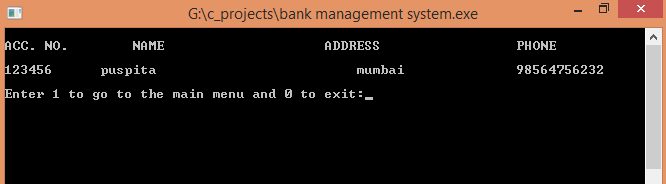 G:\c_projects\bank management system.exe
ACC. NO. NAME ADDRESS PHONE
123456 puspita mumbai 98564756232
Enter 1 to go to the main menu and 0 to exit:_